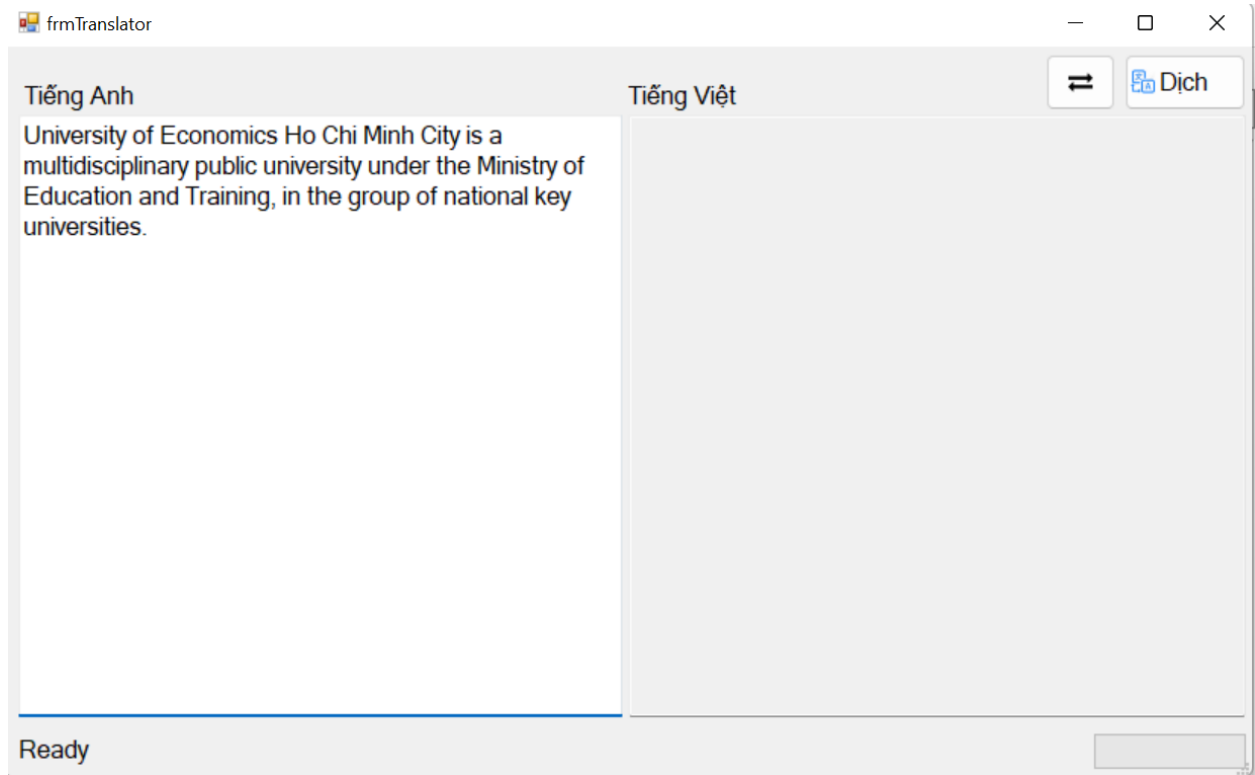 frmTranslator
Dịch
Tiếng Anh
Tiếng Việt
University of Economics Ho Chi Minh City is a
multidisciplinary public university under the Ministry of
Education and Training, in the group of national key
universities.
Ready